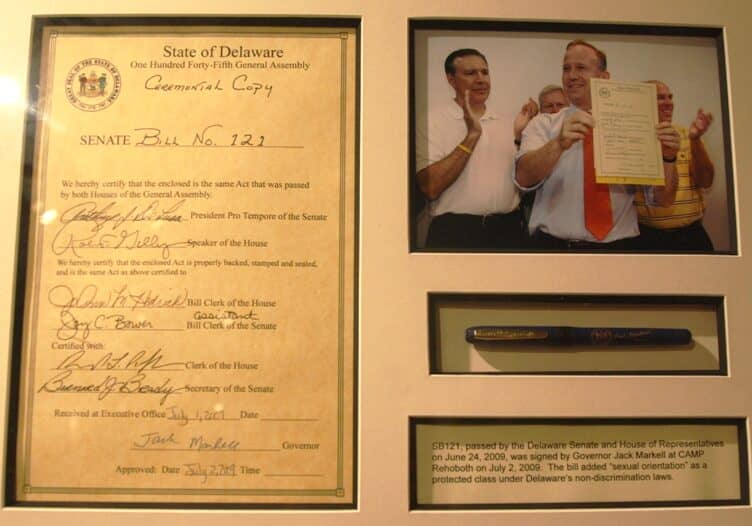 State of Delaware
One Hundred Forty-Fifth General Assembly
Ceremonial Copy
SENATE Bill No. 121
We hereby certify that the enclosed is the same Act that was passed
by both Houses of the General Assembly.
President Pro Tempore of the Senate
Speaker of the House
We hereby certify that the enclosed Act is properly backed, stamped and sealed,
and is the same Act as above certified to
Bill Clerk of the House
assistant
Joy C. Bower Bill Clerk of the Senate
Certified with:
Clerk of the House
Bernard J. Brady Secretary of the Senate
Received at Executive Office July 1, 2009 Date
Jack Markell Governor
Approved: Date July 2, 2009 Time
SB121, passed by the Delaware Senate and House of Representatives
on June 24, 2009, was signed by Governor Jack Markell at CAMP
Rehoboth on July 2, 2009. The bill added "sexual orientation" as a
protected class under Delaware's non-discrimination laws.